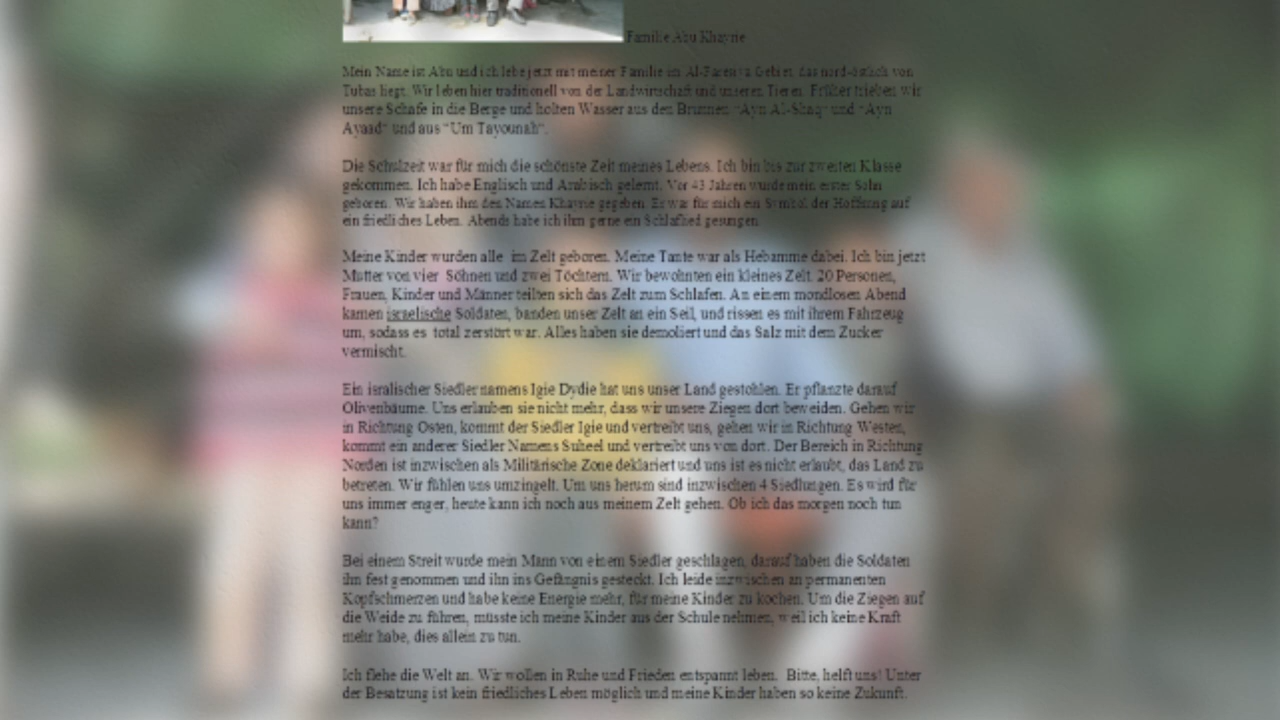 Familie Abu Khayrie
Mein Name ist Abu und ich lebe jetzt mit meiner Familie im Al-Farseya Gebiet, das nord-östlich von
Tubas liegt. Wir leben hier traditionell von der Landwirtschaft und unseren Tieren. Früher trieben wir
unsere Schafe in die Berge und holten Wasser aus den Brunnen "Ayn Al-Shaq" und "Ayn
Ayaad" und aus "Um Tayounah".
Die Schulzeit war für mich die schönste Zeit meines Lebens. Ich bin bis zur zweiten Klasse
gekommen. Ich habe Englisch und Arabisch gelernt. Vor 43 Jahren wurde mein erster Sohn
geboren. Wir haben ihm den Namen Khayrie gegeben. Er war für mich ein Symbol der Hoffnung auf
ein friedliches Leben. Abends habe ich ihm gerne ein Schlaflied gesungen.
Meine Kinder wurden alle im Zelt geboren. Meine Tante war als Hebamme dabei. Ich bin jetzt
Mutter von vier Söhnen und zwei Töchtern. Wir bewohnten ein kleines Zelt. 20 Personen,
Frauen, Kinder und Männer teilten sich das Zelt zum Schlafen. An einem mondlosen Abend
kamen israelische Soldaten, banden unser Zelt an ein Seil, und rissen es mit ihrem Fahrzeug
um, sodass es total zerstört war. Alles haben sie demoliert und das Salz mit dem Zucker
vermischt.
Ein isralischer Siedler namens Igie Dydie hat uns unser Land gestohlen. Er pflanzte darauf
Olivenbäume. Uns erlauben sie nicht mehr, dass wir unsere Ziegen dort beweiden. Gehen wir
in Richtung Osten, kommt der Siedler Igie und vertreibt uns, gehen wir in Richtung Westen,
kommt ein anderer Siedler Namens Suheel und vertreibt uns von dort. Der Bereich in Richtung
Norden ist inzwischen als Militärische Zone deklariert und uns ist es nicht erlaubt, das Land zu
betreten. Wir fühlen uns umzingelt. Um uns herum sind inzwischen 4 Siedlungen. Es wird für
uns immer enger, heute kann ich noch aus meinem Zelt gehen. Ob ich das morgen noch tun
kann?
Bei einem Streit wurde mein Mann von einem Siedler geschlagen, darauf haben die Soldaten
ihn fest genommen und ihn ins Gefängnis gesteckt. Ich leide inzwischen an permanenten
Kopfschmerzen und habe keine Energie mehr, für meine Kinder zu kochen. Um die Ziegen auf
die Weide zu führen, müsste ich meine Kinder aus der Schule nehmen, weil ich keine Kraft
mehr habe, dies allein zu tun.
Ich flehe die Welt an. Wir wollen in Ruhe und Frieden entspannt leben. Bitte, helft uns! Unter
der Besatzung ist kein friedliches Leben möglich und meine Kinder haben so keine Zukunft.